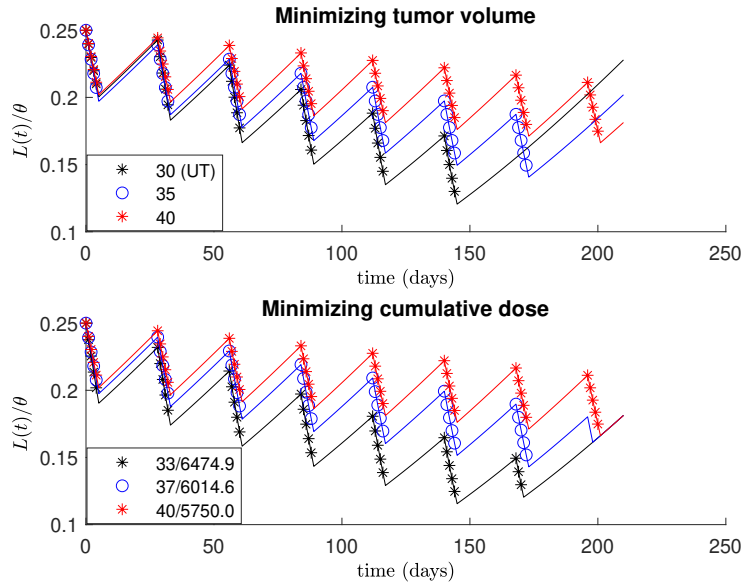 Minimizing tumor volume
0.25
0.2
0.15
0.1
L(t)/θ
30 (UT)
35
40
0 50 100 150 200 250
time (days)
Minimizing cumulative dose
0.25
0.2
0.15
0.1
L(t)/θ
33/6474.9
37/6014.6
40/5750.0
0 50 100 150 200 250
time (days)